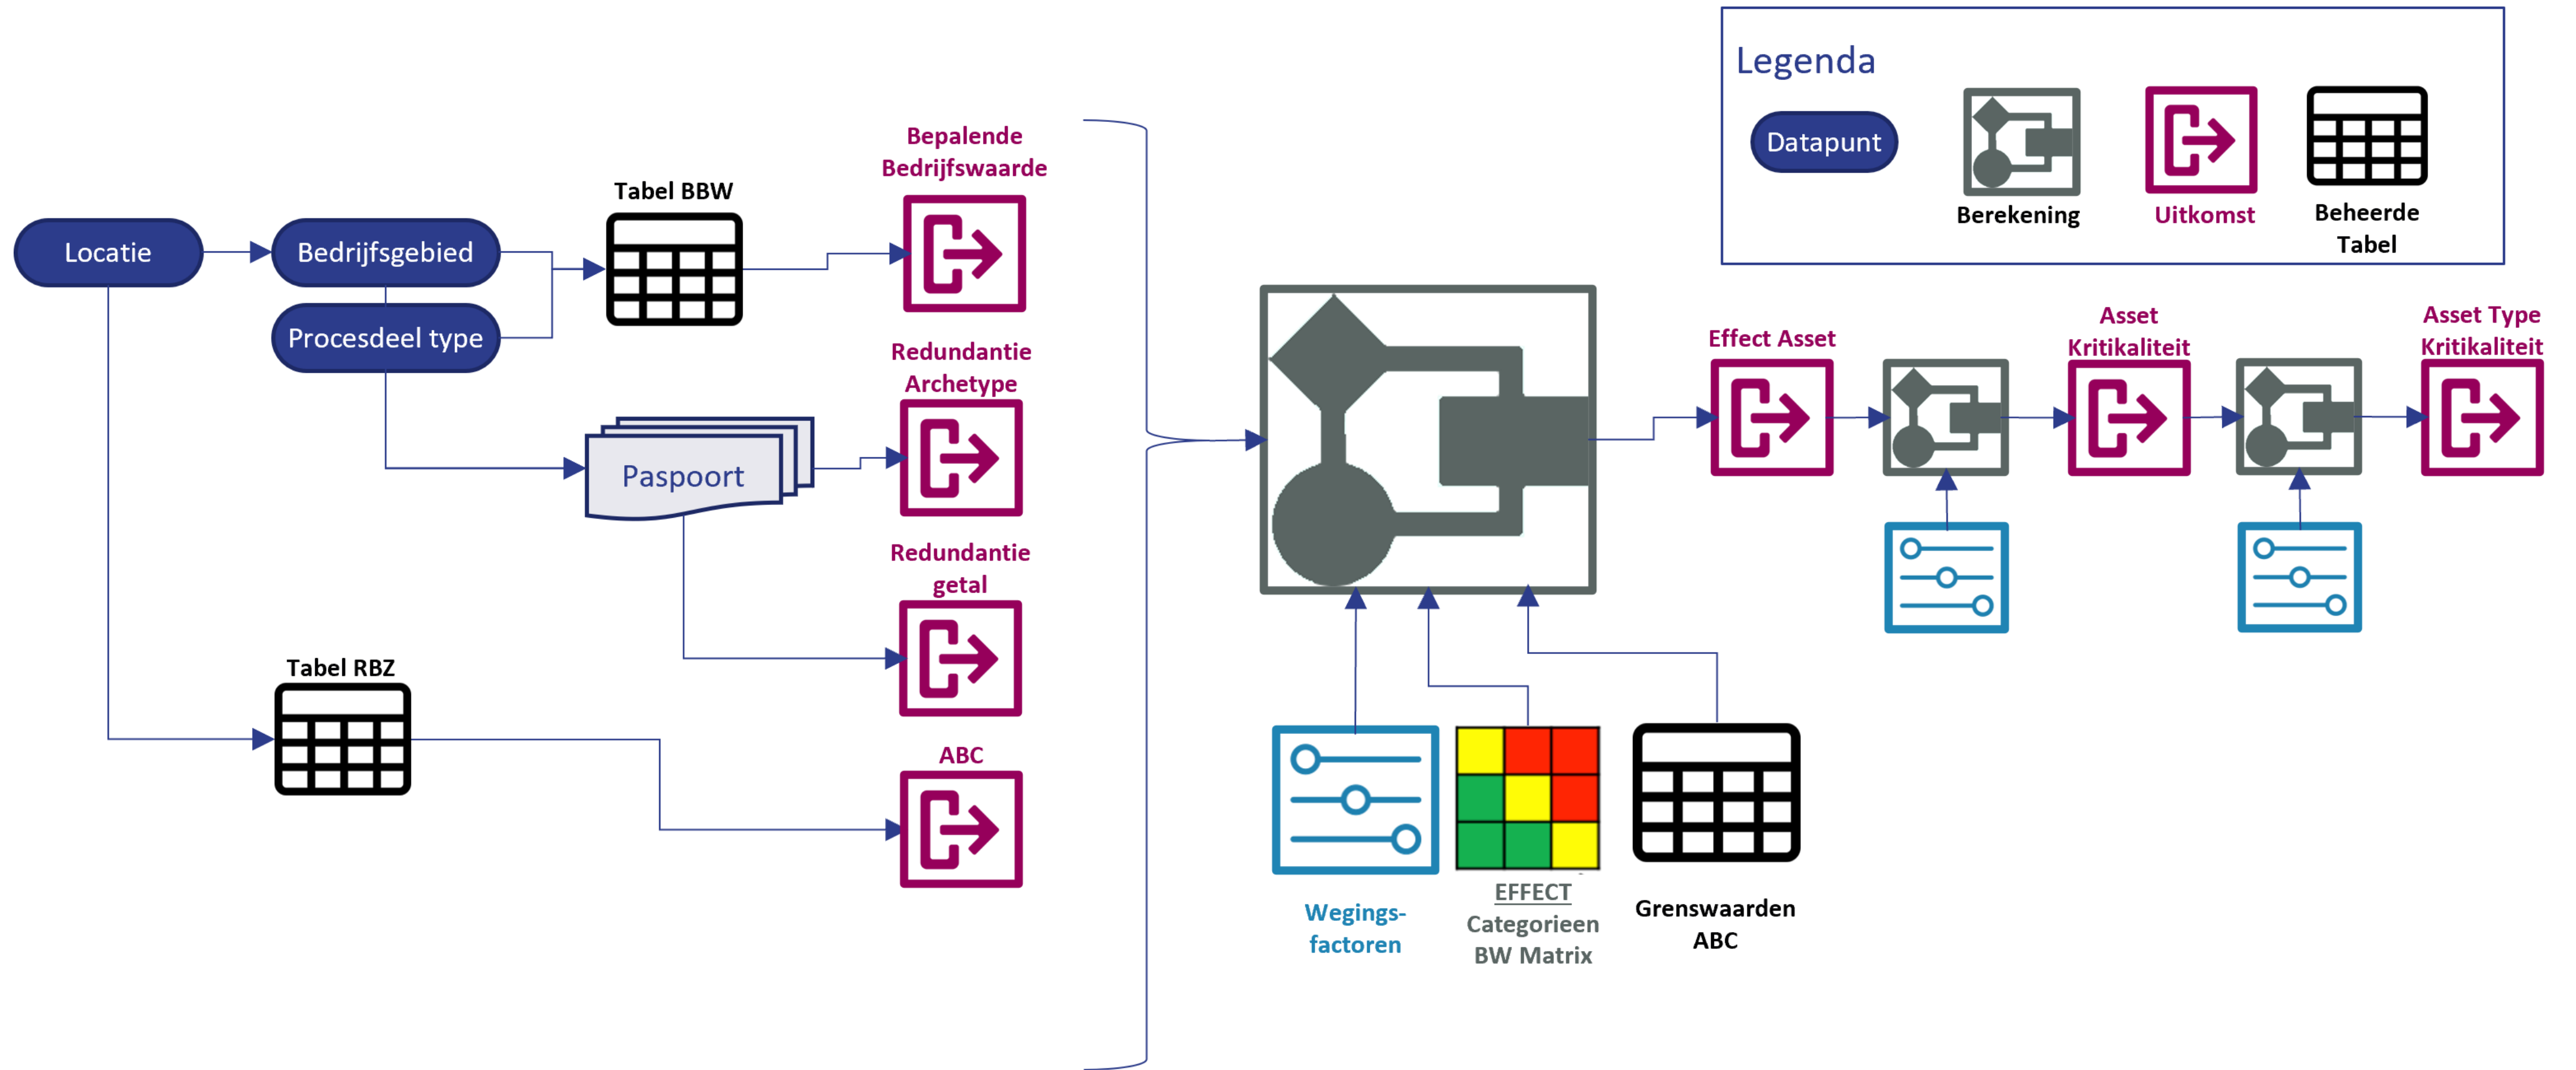 Legenda
Datapunt
Berekening
Uitkomst
Beheerde
Tabel
Locatie
Bedrijfsgebied
Procesdeel type
Tabel BBW
Bepalende
Bedrijfswaarde
Redundantie
Archetype
Paspoort
Redundantie
getal
Tabel RBZ
ABC
Wegings-
factoren
EFFECT
Categorieen
BW Matrix
Grenswaarden
ABC
Effect Asset
Asset
Kritikaliteit
Asset Type
Kritikaliteit